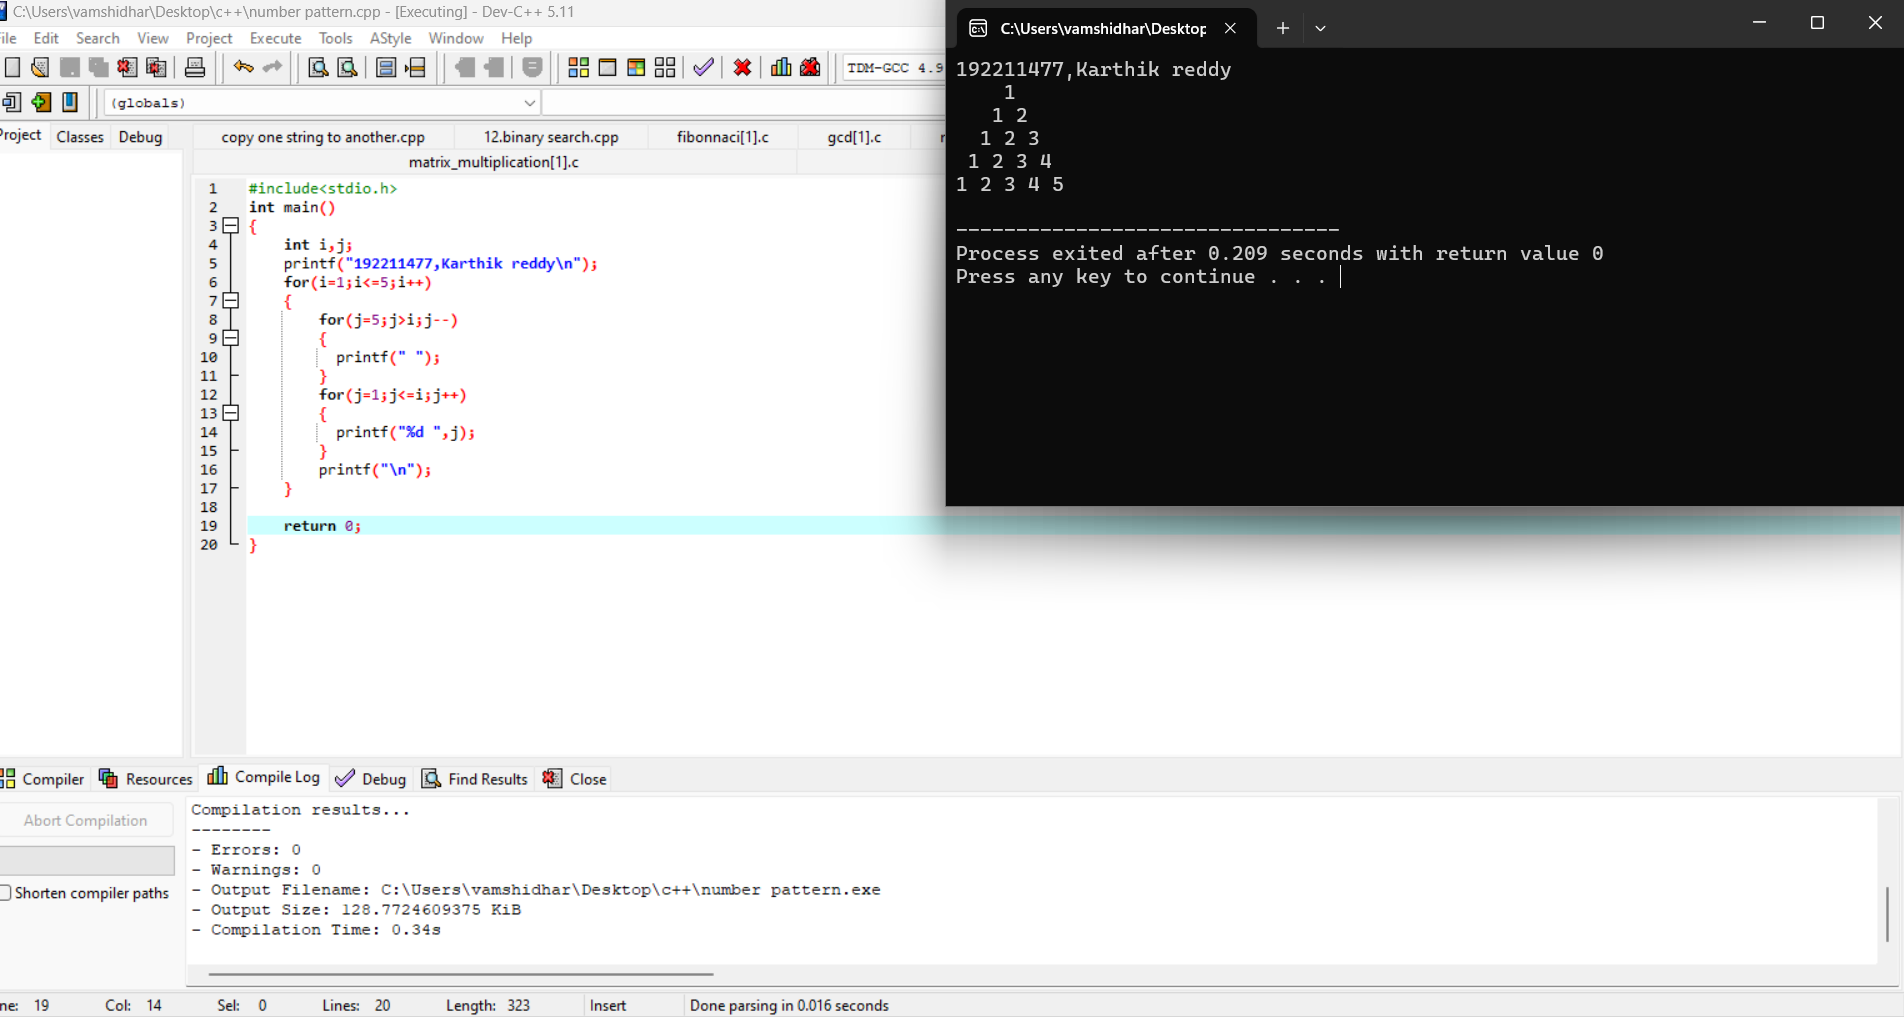 C:\Users\vamshidhar\Desktop\c++\number pattern.cpp - [Executing] - Dev-C++ 5.11
ile Edit Search View Project Execute Tools AStyle Window Help
TDM-GCC 4.9
(globals)
Project Classes Debug
copy one string to another.cpp 12.binary search.cpp fibonnaci[1].c gcd[1].c
matrix_multiplication[1].c
1 #include<stdio.h>
2 int main()
3 {
4 int i,j;
5 printf("192211477,Karthik reddy\n");
6 for(i=1;i<=5;i++)
7 {
8 for(j=5;j>i;j--)
9 {
10 printf(" ");
11 }
12 for(j=1;j<=i;j++)
13 {
14 printf("%d ",j);
15 }
16 printf("\n");
17 }
18
19 return 0;
20 }
C:\Users\vamshidhar\Desktop
192211477,Karthik reddy
1
1 2
1 2 3
1 2 3 4
1 2 3 4 5
--------------------------------
Process exited after 0.209 seconds with return value 0
Press any key to continue . . .
Compiler Resources Compile Log Debug Find Results Close
Abort Compilation
Shorten compiler paths
Compilation results...
--------
- Errors: 0
- Warnings: 0
- Output Filename: C:\Users\vamshidhar\Desktop\c++\number pattern.exe
- Output Size: 128.7724609375 KiB
- Compilation Time: 0.34s
ne: 19 Col: 14 Sel: 0 Lines: 20 Length: 323 Insert Done parsing in 0.016 seconds